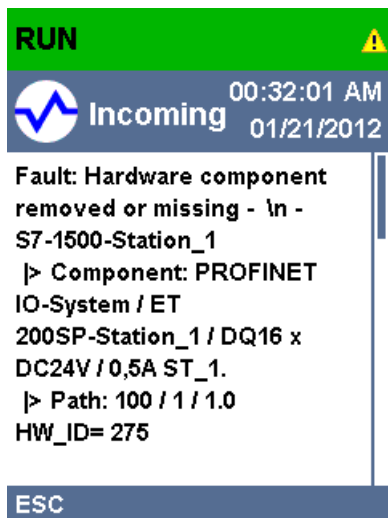 RUN
00:32:01 AM
Incoming
01/21/2012
Fault: Hardware component
removed or missing - \n -
S7-1500-Station_1
|> Component: PROFINET
IO-System / ET
200SP-Station_1 / DQ16 x
DC24V / 0,5A ST_1.
|> Path: 100 / 1 / 1.0
HW_ID= 275
ESC